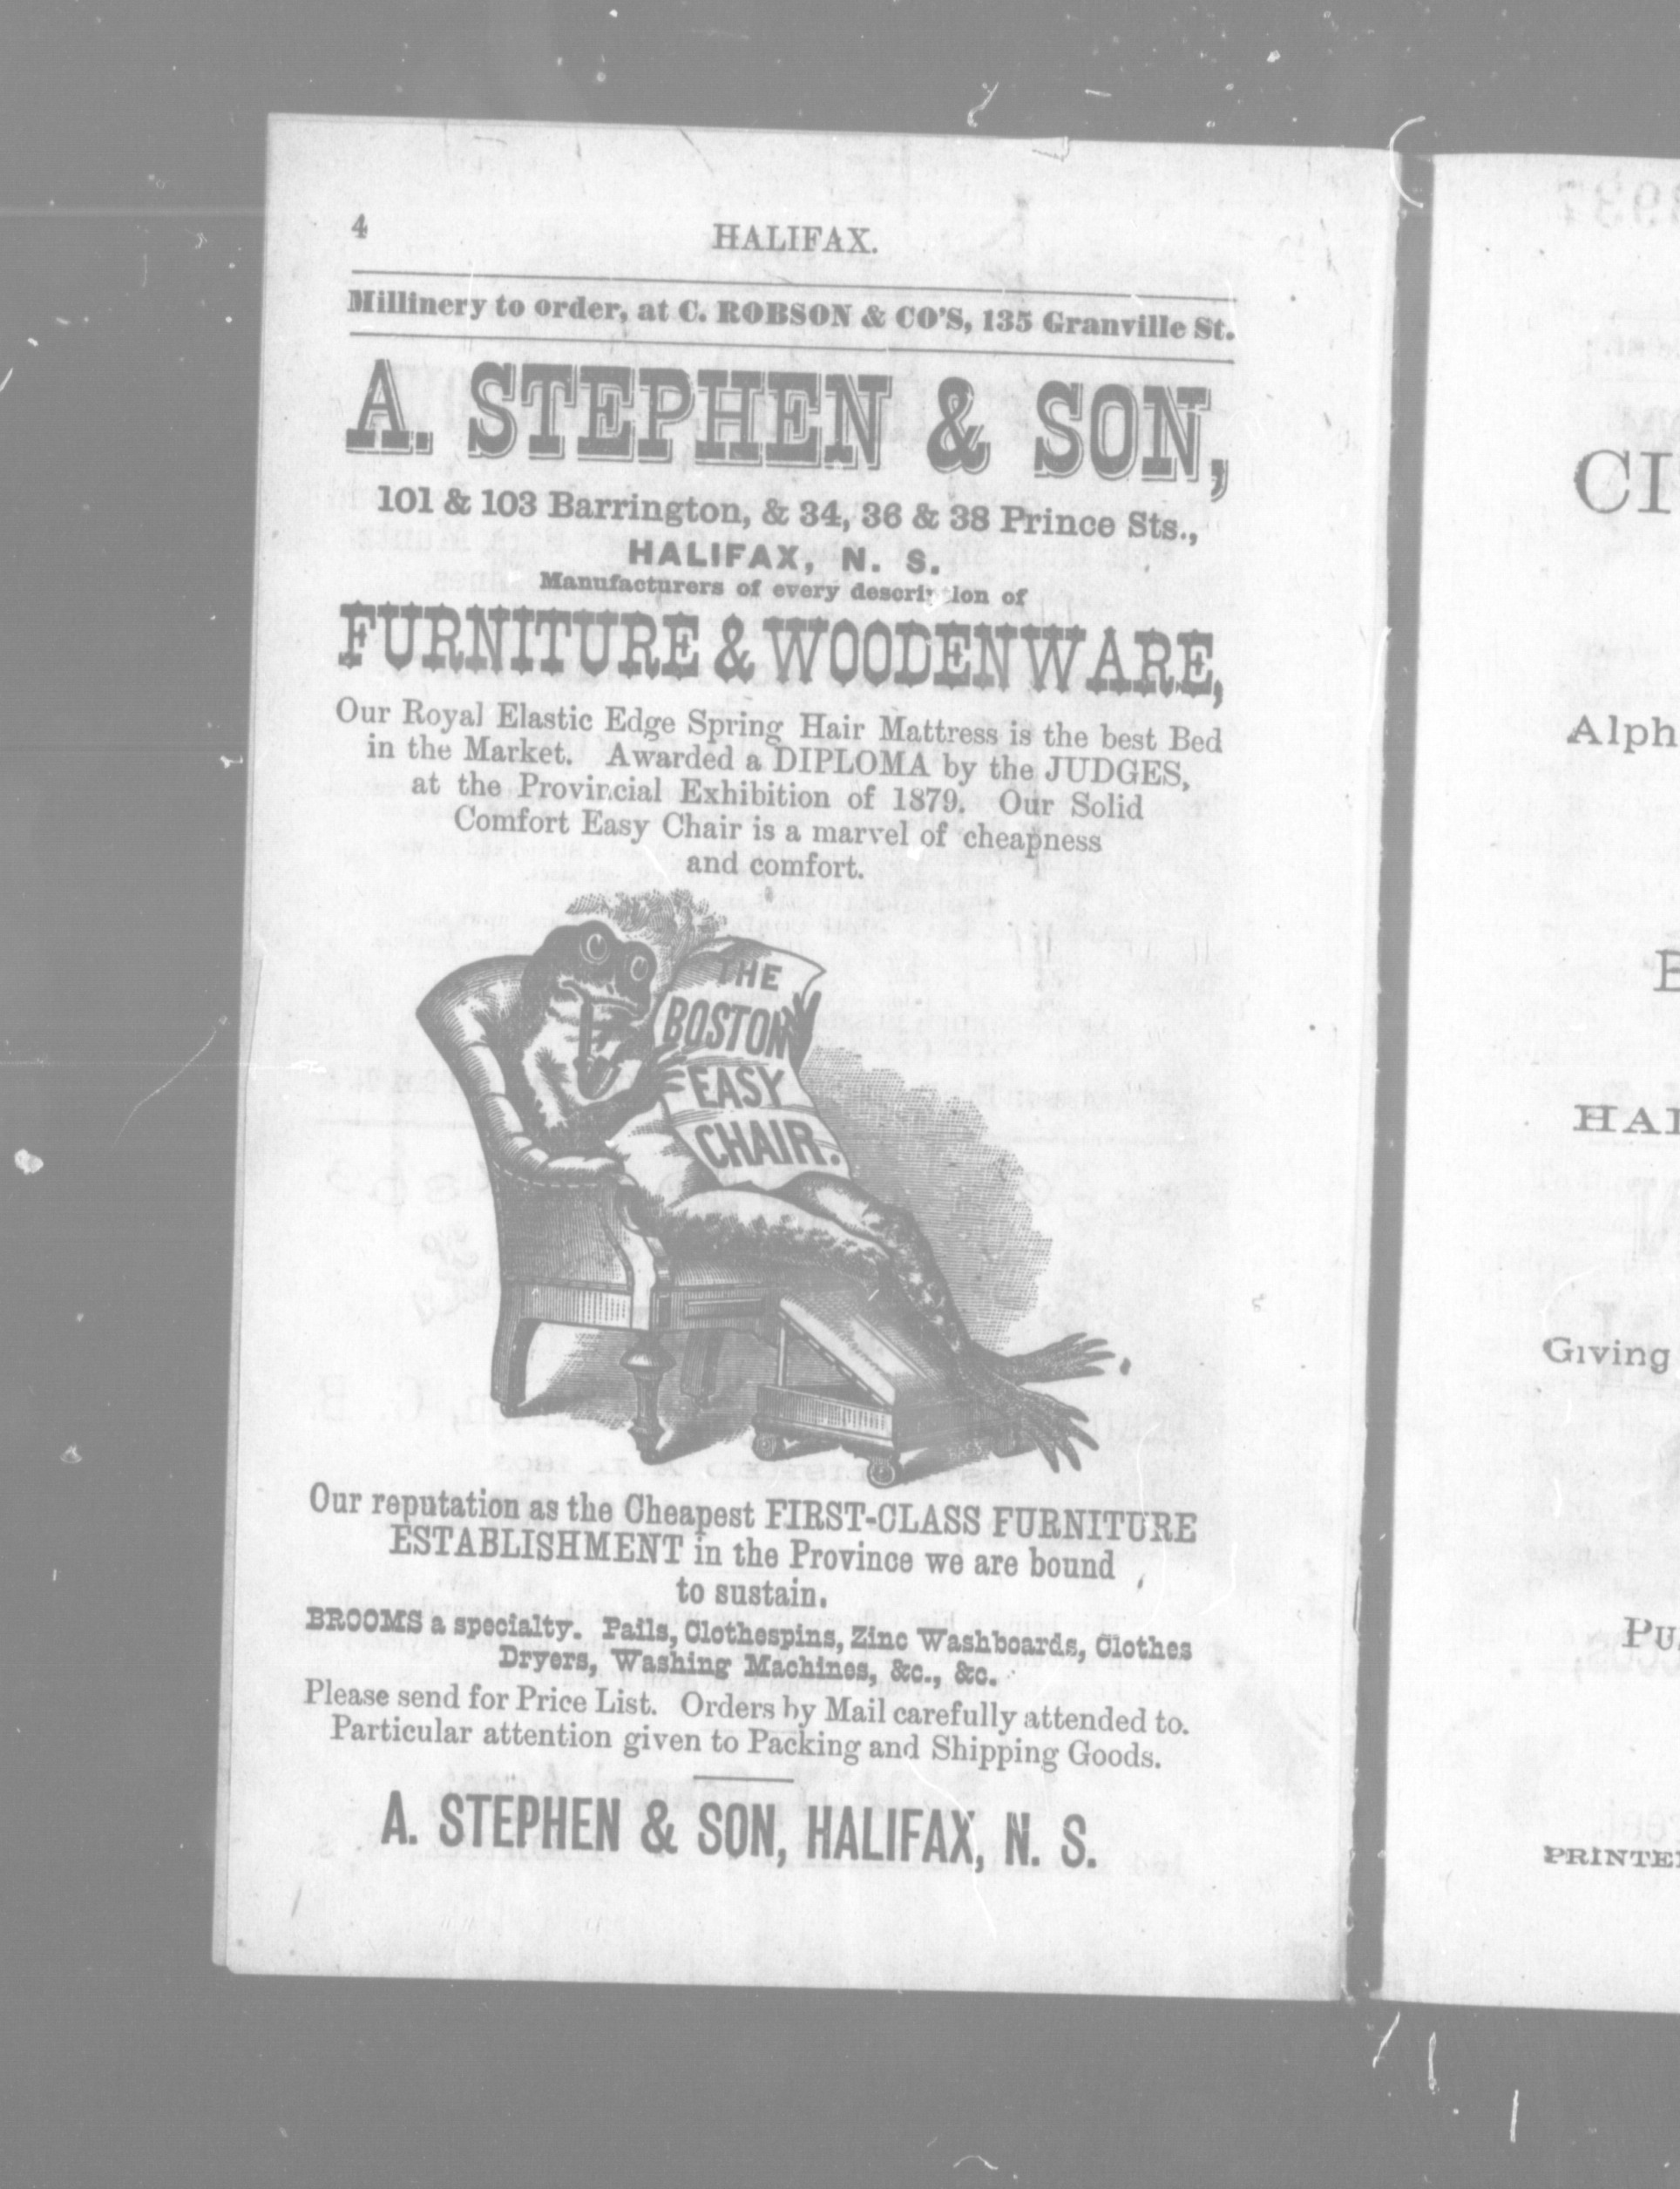 4
HALIFAX.
Millinery to order, at C. ROBSON & CO'S, 135 Granville St.
A. STEPHEN & SON,
101 & 103 Barrington, & 34, 36 & 38 Prince Sts.,
HALIFAX, N. S.
Manufacturers of every description of
FURNITURE & WOODENWARE,
Our Royal Elastic Edge Spring Hair Mattress is the best Bed
in the Market. Awarded a DIPLOMA by the JUDGES,
at the Provincial Exhibition of 1879. Our Solid
Comfort Easy Chair is a marvel of cheapness
and comfort.
THE
BOSTON
EASY
CHAIR.
Our reputation as the Cheapest FIRST-CLASS FURNITURE
ESTABLISHMENT in the Province we are bound
to sustain.
BROOMS a specialty. Pails, Clothespins, Zinc Washboards, Clothes
Dryers, Washing Machines, &c., &c.
Please send for Price List. Orders by Mail carefully attended to.
Particular attention given to Packing and Shipping Goods.
A. STEPHEN & SON, HALIFAX, N. S.
CI
Alph
HAL
Giving
PU
PRINTE